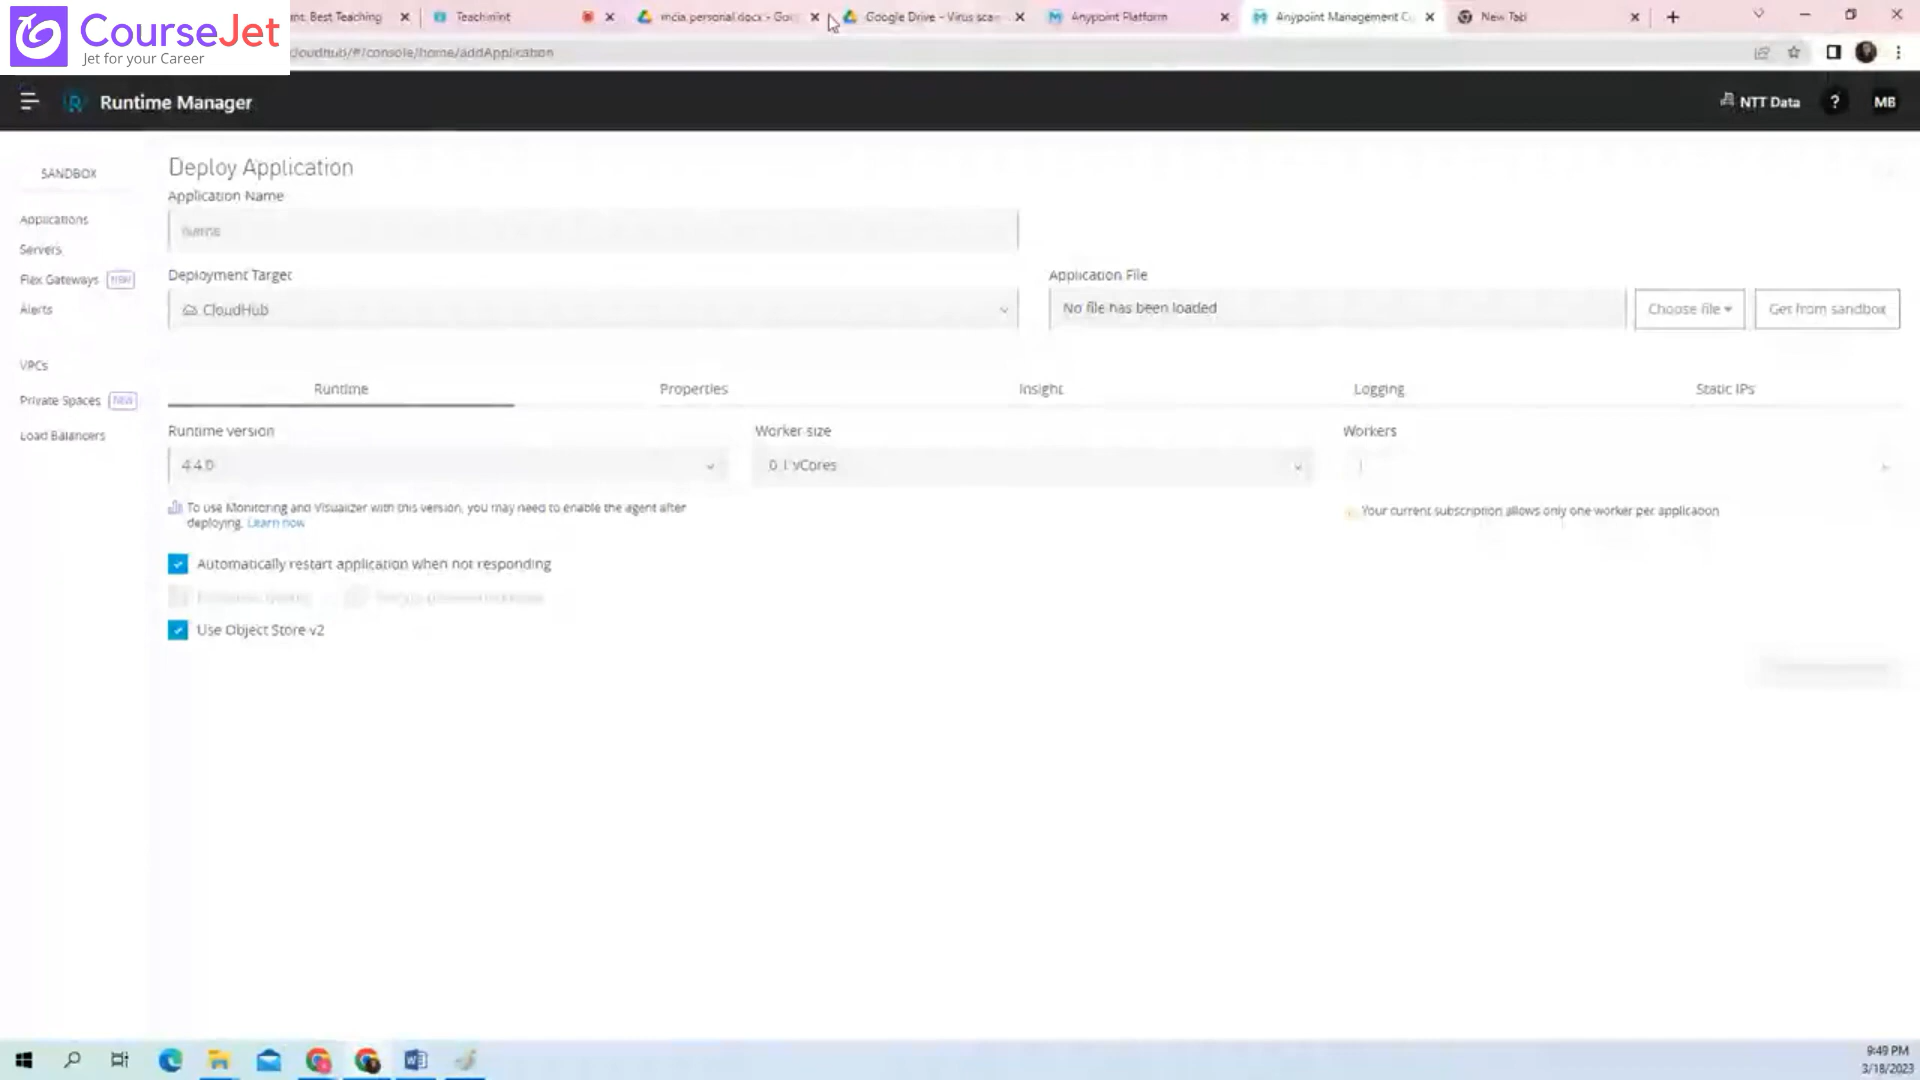 CourseJet
Jet for your Career
nt. Best Teaching
Teachmint
mcia.personal.docx - Goo
Google Drive - Virus scan
Anypoint Platform
Anypoint Management C
New Tab
cloudhub/#/console/home/addApplication
Runtime Manager
NTT Data
?
MB
SANDBOX
Applications
Servers
Flex Gateways NEW
Alerts
VPCs
Private Spaces NEW
Load Balancers
Deploy Application
Application Name
Name
Deployment Target
CloudHub
Application File
No file has been loaded
Choose file
Get from sandbox
Runtime
Properties
Insight
Logging
Static IPs
Runtime version
4.4.0
Worker size
0.1 vCores
Workers
1
To use Monitoring and Visualizer with this version, you may need to enable the agent after
deploying. Learn how
Your current subscription allows only one worker per application
Automatically restart application when not responding
Use Object Store v2
9:49 PM
3/18/2023